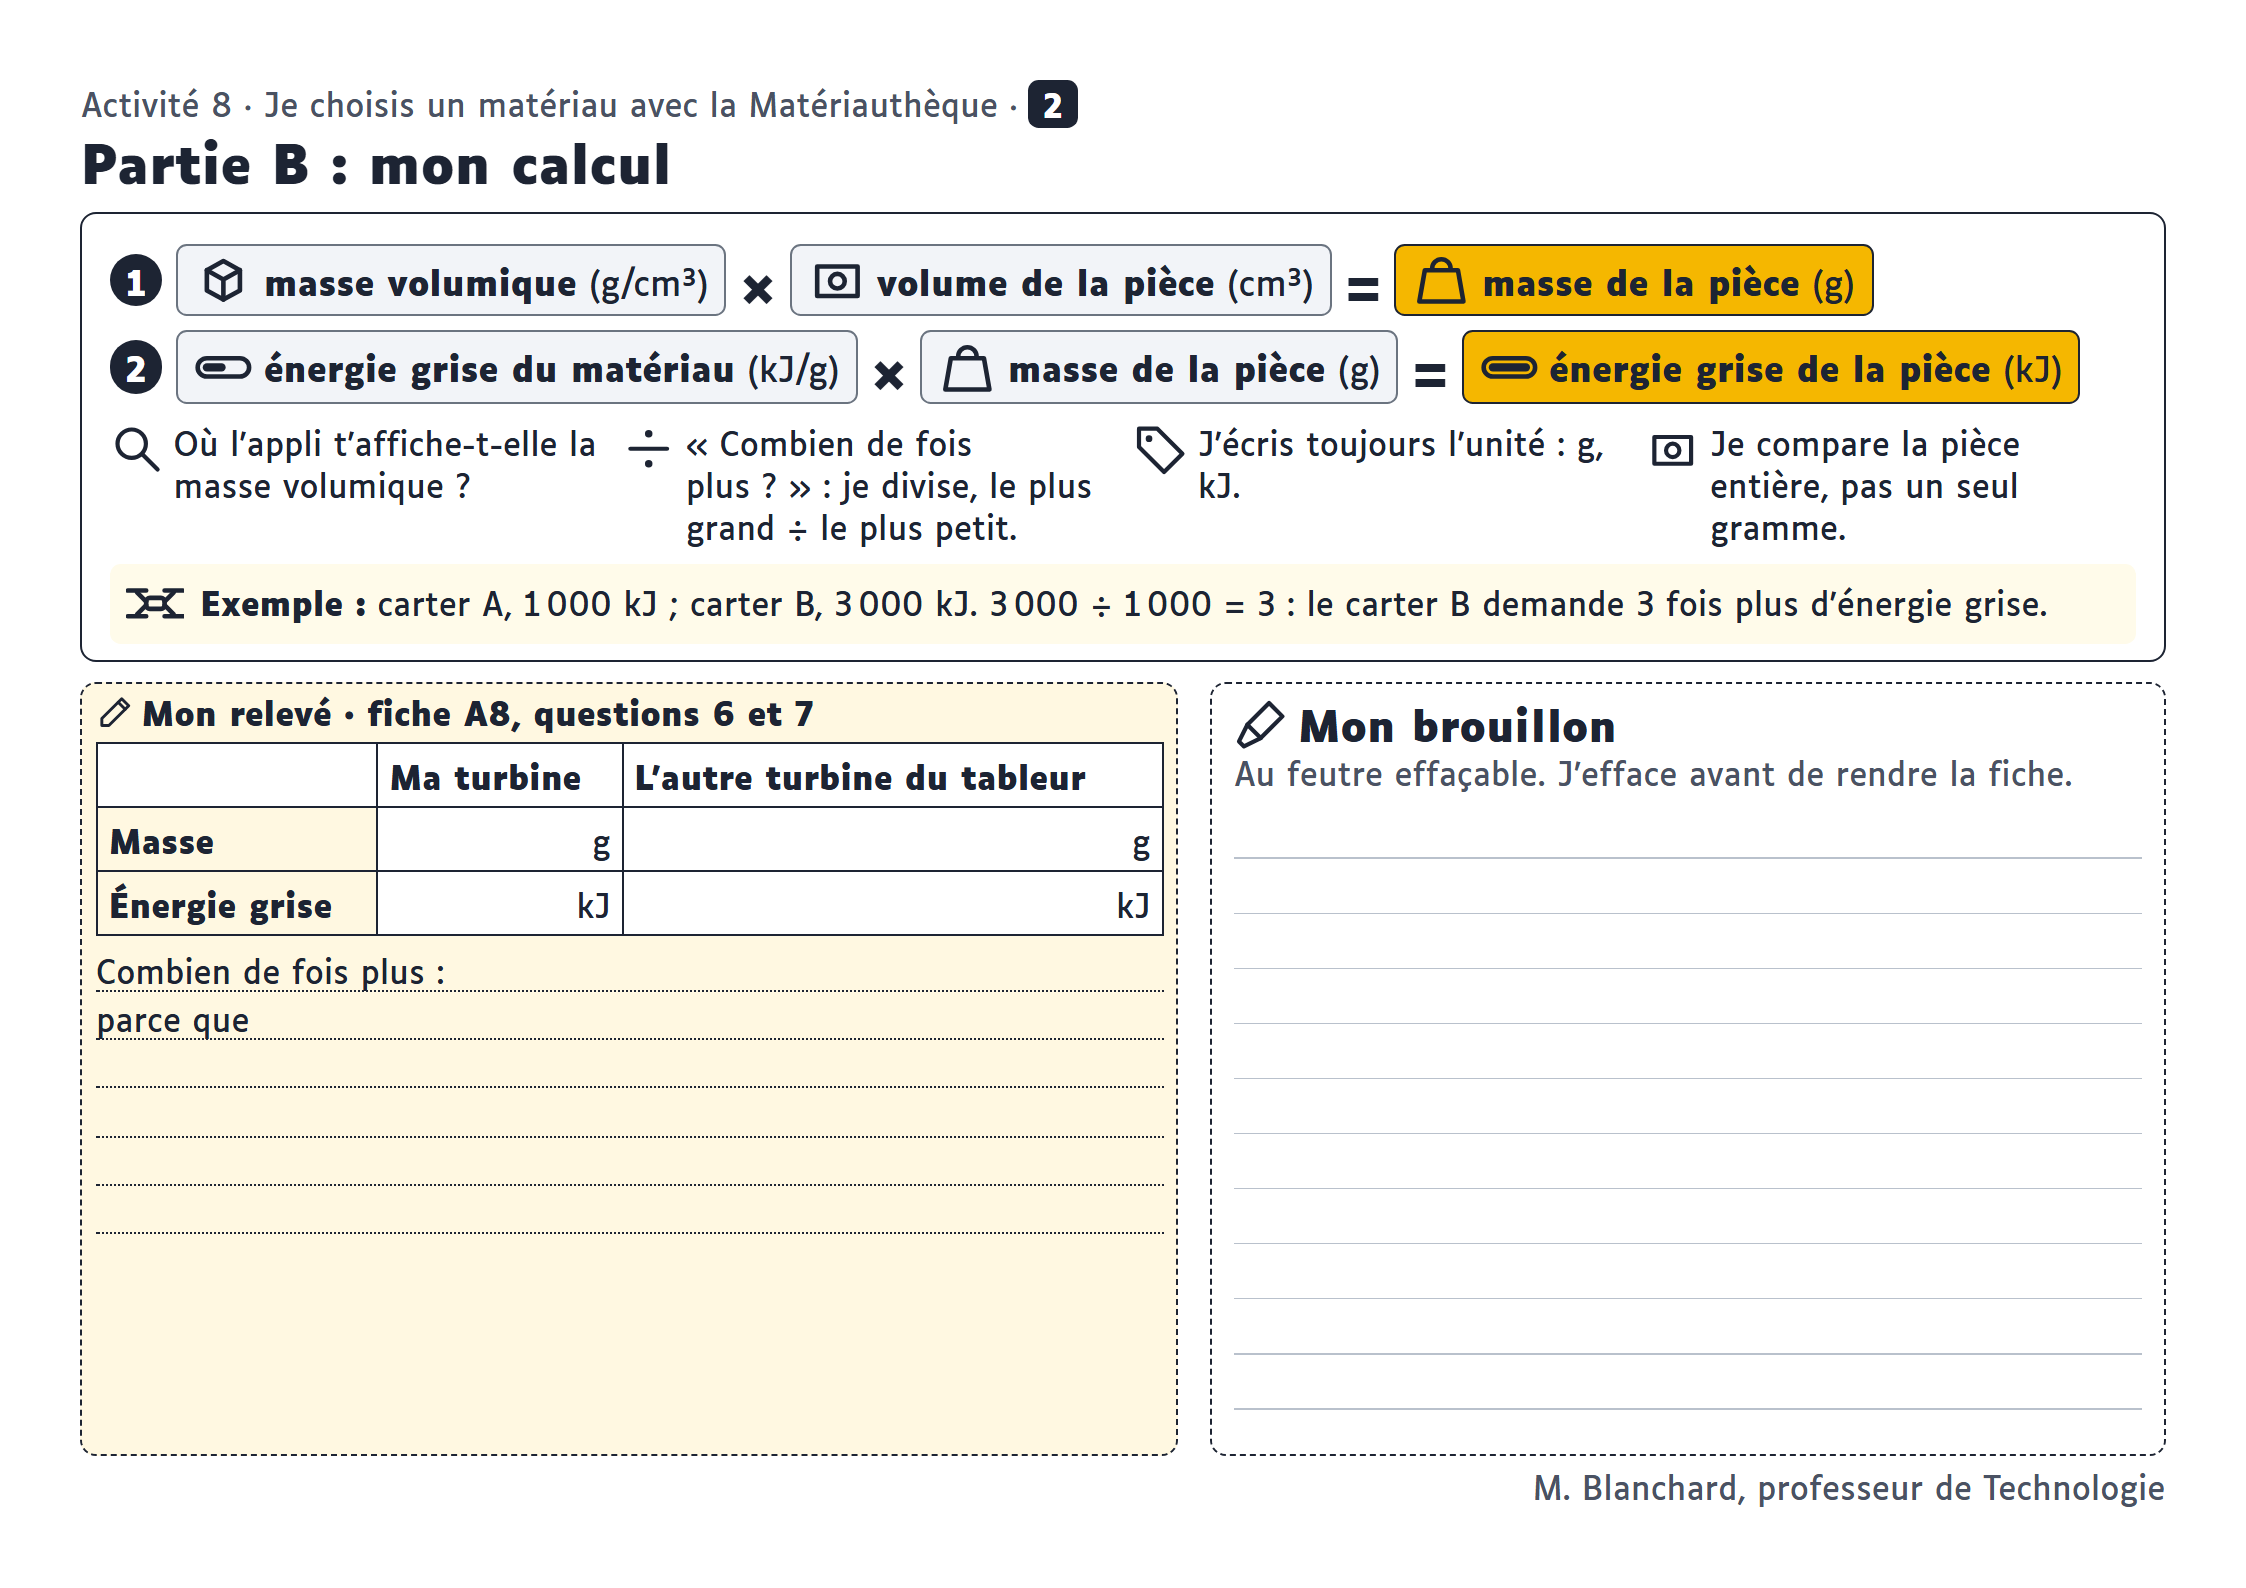 Activité 8 · Je choisis un matériau avec la Matériauthèque · 2
Partie B : mon calcul
1 masse volumique (g/cm³) × volume de la pièce (cm³) = masse de la pièce (g)
2 énergie grise du matériau (kJ/g) × masse de la pièce (g) = énergie grise de la pièce (kJ)
Où l’appli t’affiche-t-elle la
masse volumique ?
÷ « Combien de fois
plus ? » : je divise, le plus
grand ÷ le plus petit.
J’écris toujours l’unité : g,
kJ.
Je compare la pièce
entière, pas un seul
gramme.
Exemple : carter A, 1 000 kJ ; carter B, 3 000 kJ. 3 000 ÷ 1 000 = 3 : le carter B demande 3 fois plus d’énergie grise.
Mon relevé · fiche A8, questions 6 et 7
Ma turbine L’autre turbine du tableur
Masse g g
Énergie grise kJ kJ
Combien de fois plus :
parce que
Mon brouillon
Au feutre effaçable. J’efface avant de rendre la fiche.
M. Blanchard, professeur de Technologie